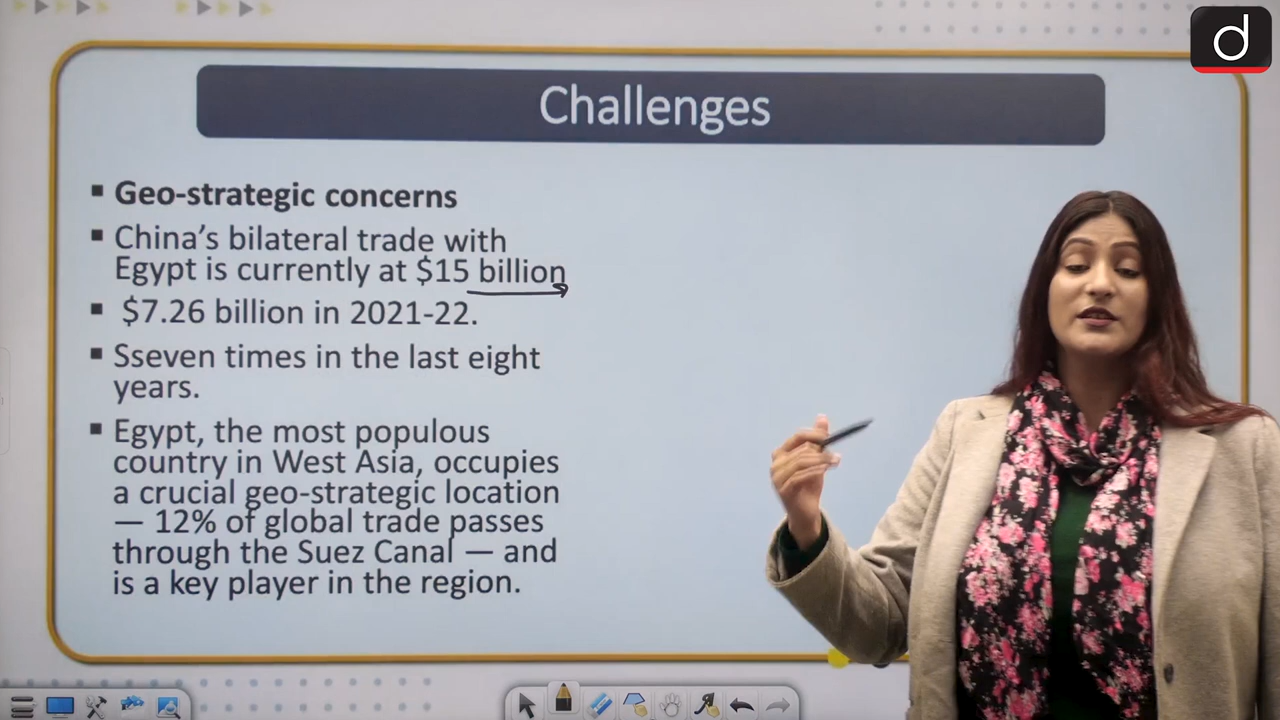 d
Challenges
Geo-strategic concerns
China’s bilateral trade with
Egypt is currently at $15 billion
$7.26 billion in 2021-22.
Sseven times in the last eight
years.
Egypt, the most populous
country in West Asia, occupies
a crucial geo-strategic location
— 12% of global trade passes
through the Suez Canal — and
is a key player in the region.